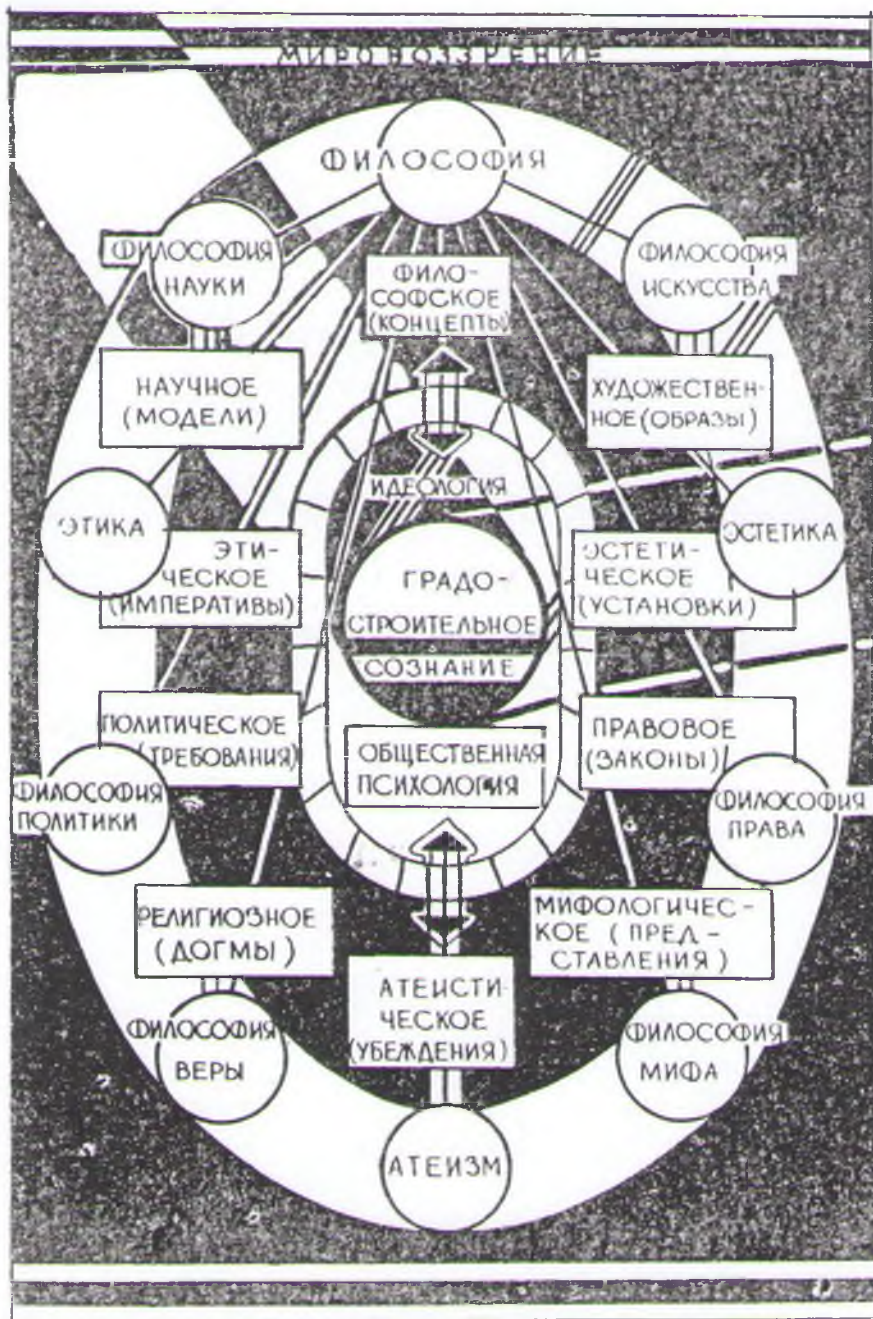 МИРОВОЗЗРЕНИЕ
ФИЛОСОФИЯ
ФИЛОСОФИЯ
НАУКИ
ФИЛО-
СОФСКОЕ
(КОНЦЕПТЫ)
ФИЛОСОФИЯ
ИСКУССТВА
НАУЧНОЕ
(МОДЕЛИ)
ХУДОЖЕСТВЕН-
НОЕ (ОБРАЗЫ)
ИДЕОЛОГИЯ
ЭТИКА
ЭТИ-
ЧЕСКОЕ
(ИМПЕРАТИВЫ)
ГРАДО-
СТРОИТЕЛЬНОЕ
СОЗНАНИЕ
ЭСТЕТИ-
ЧЕСКОЕ
(УСТАНОВКИ)
ЭСТЕТИКА
ПОЛИТИЧЕСКОЕ
(ТРЕБОВАНИЯ)
ОБЩЕСТВЕННАЯ
ПСИХОЛОГИЯ
ПРАВОВОЕ
(ЗАКОНЫ)
ФИЛОСОФИЯ
ПОЛИТИКИ
ФИЛОСОФИЯ
ПРАВА
РЕЛИГИОЗНОЕ
(ДОГМЫ)
МИФОЛОГИЧЕС-
КОЕ (ПРЕД-
СТАВЛЕНИЯ)
АТЕИСТИ-
ЧЕСКОЕ
(УБЕЖДЕНИЯ)
ФИЛОСОФИЯ
ВЕРЫ
ФИЛОСОФИЯ
МИФА
АТЕИЗМ